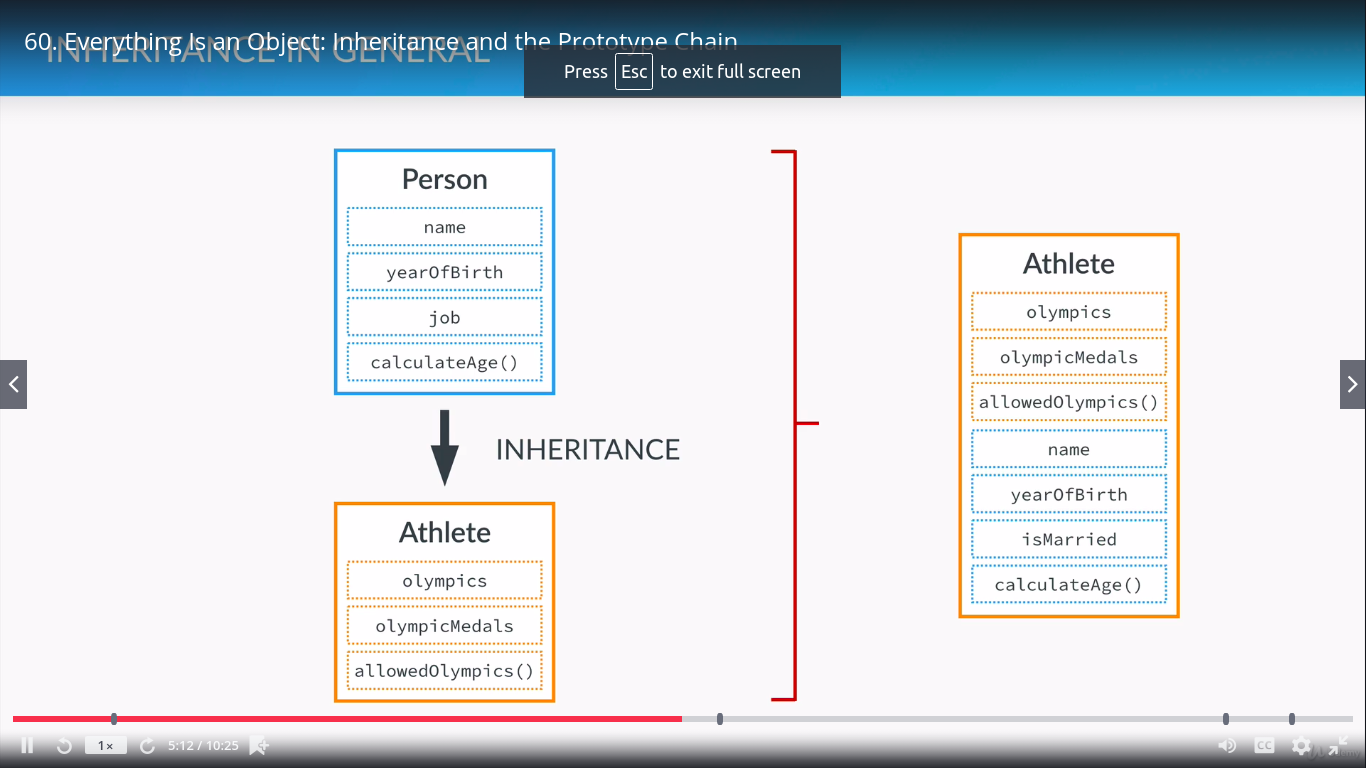 60. Everything Is an Object: Inheritance and the Prototype Chain
INHERITANCE IN GENERAL
Press Esc to exit full screen
Person
name
yearOfBirth
job
calculateAge()
INHERITANCE
Athlete
olympics
olympicMedals
allowedOlympics()
Athlete
olympics
olympicMedals
allowedOlympics()
name
yearOfBirth
isMarried
calculateAge()
1×
5:12 / 10:25
CC